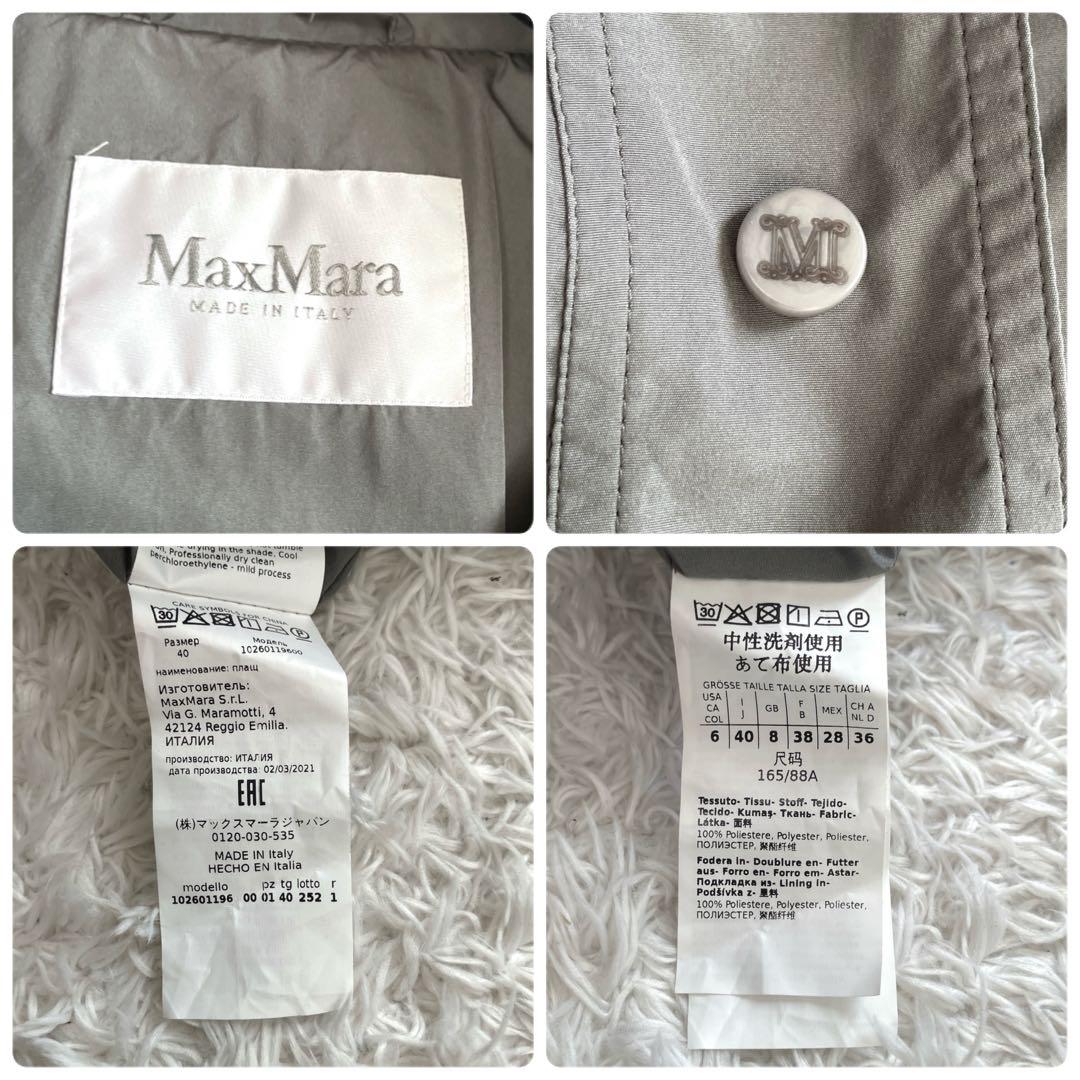 MaxMara
MADE IN ITALY
M
drying in the shade. Cool
Professionally dry clean
perchloroethylene - mild process
CARE SYMBOLS FOR CHINA
30
P
Размер
40
Модель
10260119600
наименование: плащ
Изготовитель:
MaxMara S.r.L.
Via G. Maramotti, 4
42124 Reggio Emilia.
ИТАЛИЯ
производство: ИТАЛИЯ
дата производства: 02/03/2021
EAC
(株)マックスマーラジャパン
0120-030-535
MADE IN Italy
HECHO EN Italia
modello pz tg lotto r
102601196 00 01 40 252 1
30
P
中性洗剤使用
あて布使用
GRÖSSE TAILLE TALLA SIZE TAGLIA
USA CA COL I J GB F B MEX CH A NL D
6 40 8 38 28 36
尺码
165/88A
Tessuto- Tissu- Stoff- Tejido-
Tecido- Kumaş- Ткань- Fabric-
Látka- 面料
100% Poliestere, Polyester, Poliester,
ПОЛИЭСТЕР, 聚酯纤维
Fodera in- Doublure en- Futter
aus- Forro en- Forro em- Astar-
Подкладка из- Lining in-
Podšívka z- 里料
100% Poliestere, Polyester, Poliester,
ПОЛИЭСТЕР, 聚酯纤维